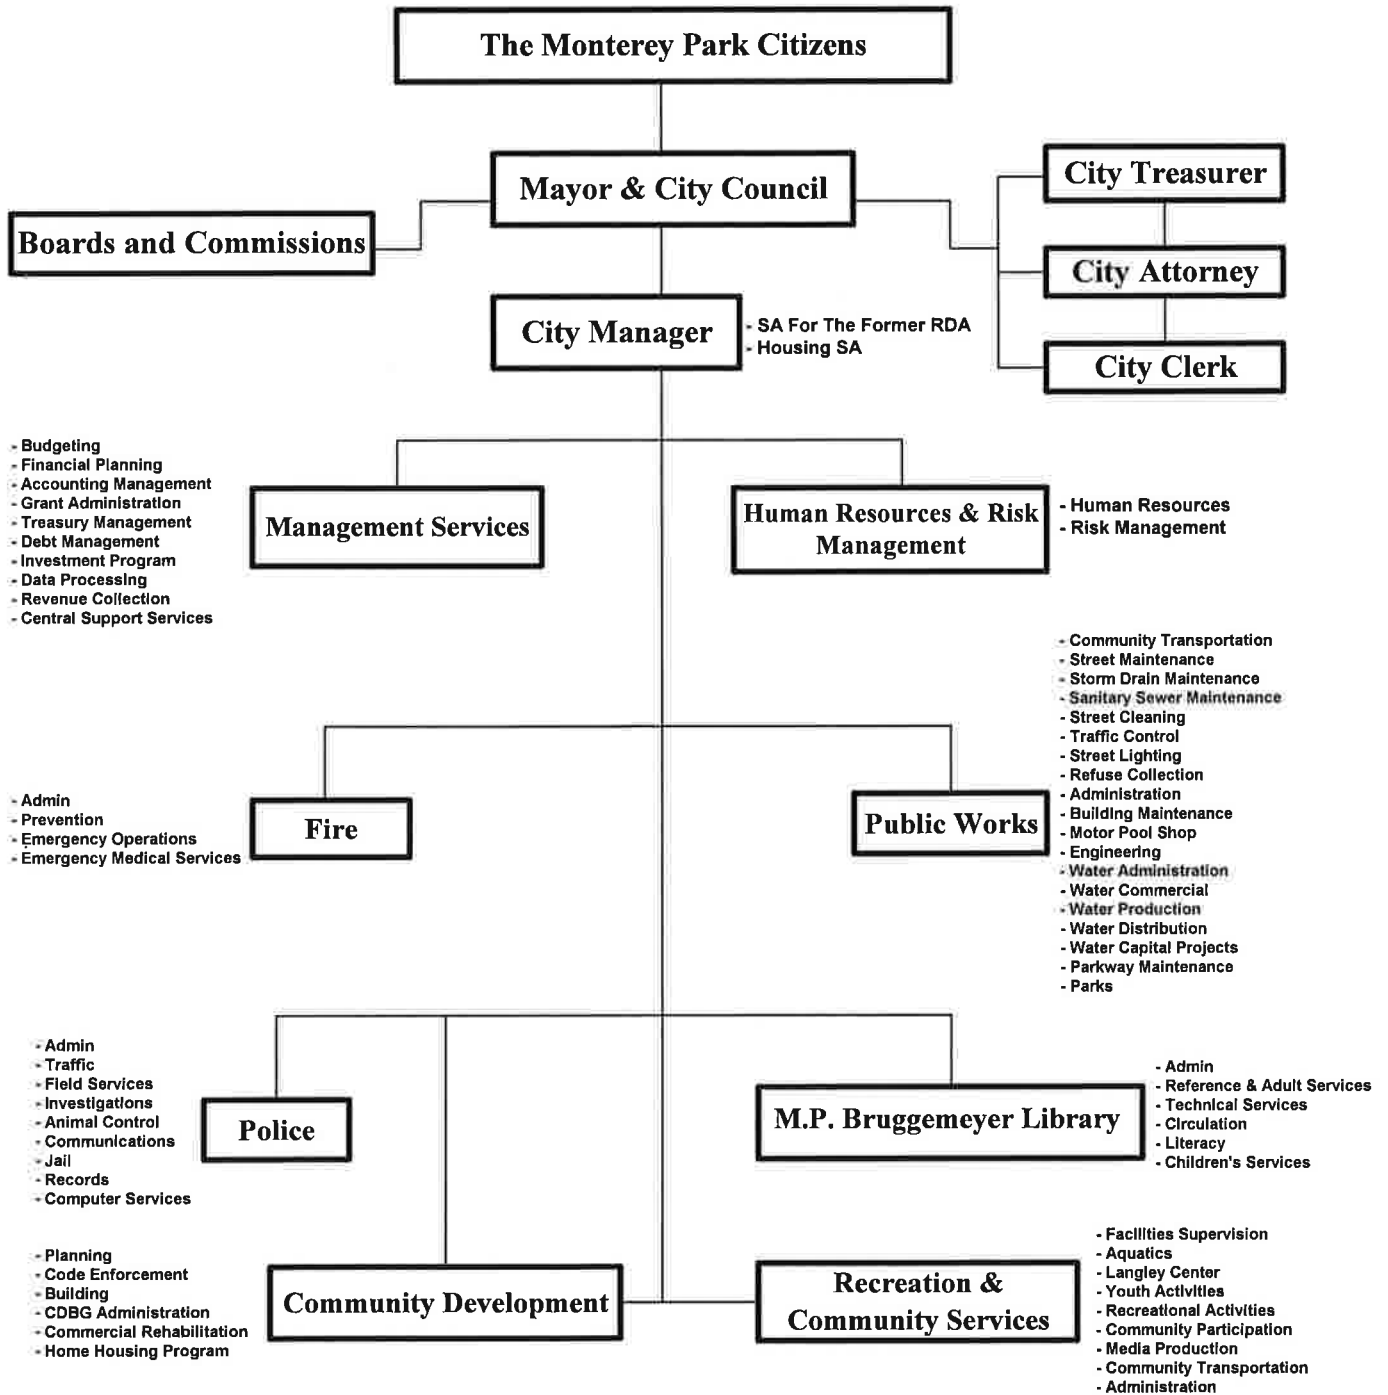 The Monterey Park Citizens
Mayor & City Council
City Treasurer
Boards and Commissions
City Attorney
City Manager
- SA For The Former RDA
- Housing SA
City Clerk
- Budgeting
- Financial Planning
- Accounting Management
- Grant Administration
- Treasury Management
- Debt Management
- Investment Program
- Data Processing
- Revenue Collection
- Central Support Services
Management Services
Human Resources & Risk
Management
- Human Resources
- Risk Management
- Admin
- Prevention
- Emergency Operations
- Emergency Medical Services
Fire
Public Works
- Community Transportation
- Street Maintenance
- Storm Drain Maintenance
- Sanitary Sewer Maintenance
- Street Cleaning
- Traffic Control
- Street Lighting
- Refuse Collection
- Administration
- Building Maintenance
- Motor Pool Shop
- Engineering
- Water Administration
- Water Commercial
- Water Production
- Water Distribution
- Water Capital Projects
- Parkway Maintenance
- Parks
- Admin
- Traffic
- Field Services
- Investigations
- Animal Control
- Communications
- Jail
- Records
- Computer Services
Police
M.P. Bruggemeyer Library
- Admin
- Reference & Adult Services
- Technical Services
- Circulation
- Literacy
- Children's Services
- Planning
- Code Enforcement
- Building
- CDBG Administration
- Commercial Rehabilitation
- Home Housing Program
Community Development
Recreation &
Community Services
- Facilities Supervision
- Aquatics
- Langley Center
- Youth Activities
- Recreational Activities
- Community Participation
- Media Production
- Community Transportation
- Administration